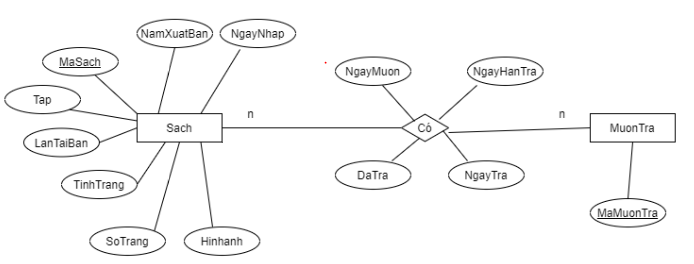 NamXuatBan
NgayNhap
MaSach
NgayMuon
NgayHanTra
Tap
n
n
Sach
Có
MuonTra
LanTaiBan
TinhTrang
DaTra
NgayTra
MaMuonTra
SoTrang
Hinhanh